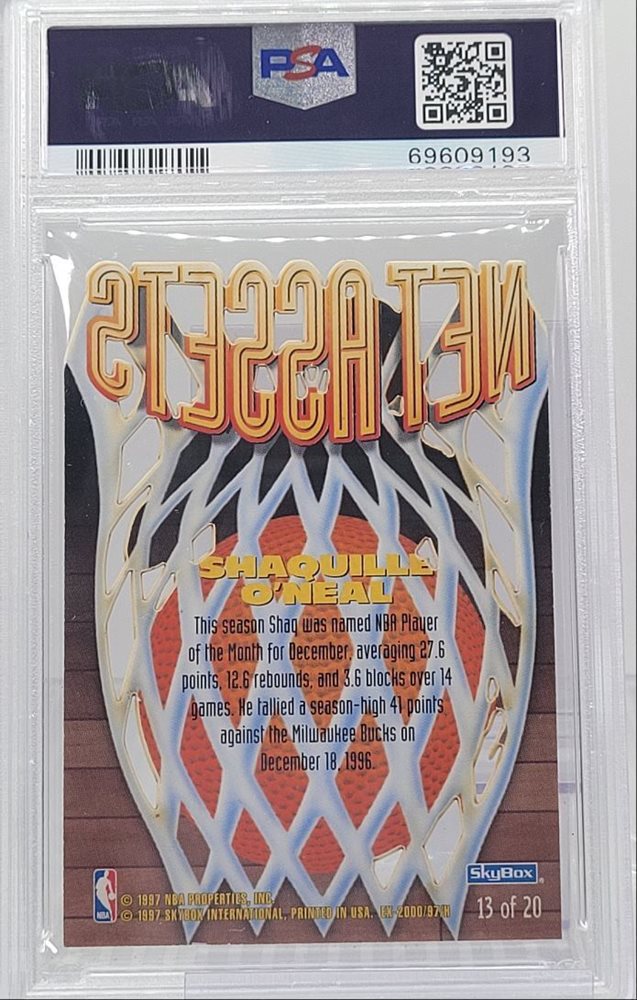 PSA
69609193
NET ASSETS
SHAQUILLE
O'NEAL
This season Shaq was named NBA Player
of the Month for December, averaging 27.6
points, 12.6 rebounds, and 3.6 blocks over 14
games. He tallied a season-high 41 points
against the Milwaukee Bucks on
December 18, 1996.
SkyBox
NBA
© 1997 NBA PROPERTIES, INC.
© 1997 SKYBOX INTERNATIONAL, PRINTED IN USA. EX-2000/97/H
13 of 20